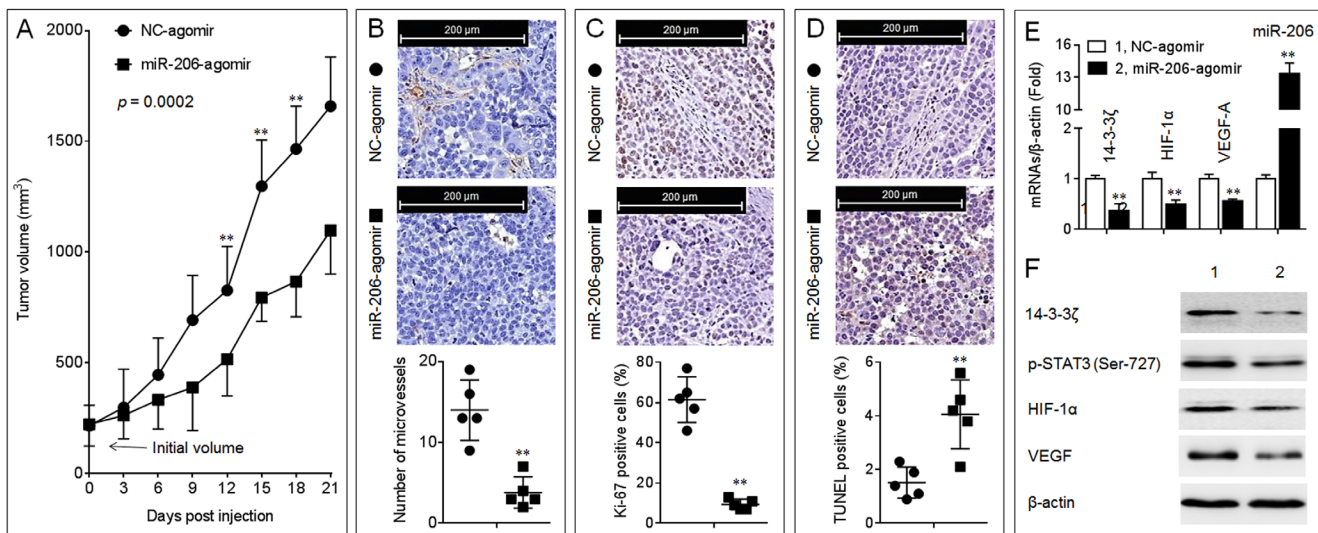 A
2000
1500
1000
500
0
Tumor volume (mm³)
NC-agomir
miR-206-agomir
p = 0.0002
**
**
**
Initial volume
0 3 6 9 12 15 18 21
Days post injection
B
200 µm
NC-agomir
200 µm
miR-206-agomir
20
10
0
Number of microvessels
**
C
200 µm
NC-agomir
200 µm
miR-206-agomir
80
60
40
20
0
Ki-67 positive cells (%)
**
D
200 µm
NC-agomir
200 µm
miR-206-agomir
6
4
2
0
TUNEL positive cells (%)
**
E
miR-206
1, NC-agomir
2, miR-206-agomir
16
14
12
10
8
2
1
0
mRNAs/β-actin (Fold)
14-3-3ζ
HIF-1α
VEGF-A
**
**
**
**
1 2
F
1 2
14-3-3ζ
p-STAT3 (Ser-727)
HIF-1α
VEGF
β-actin